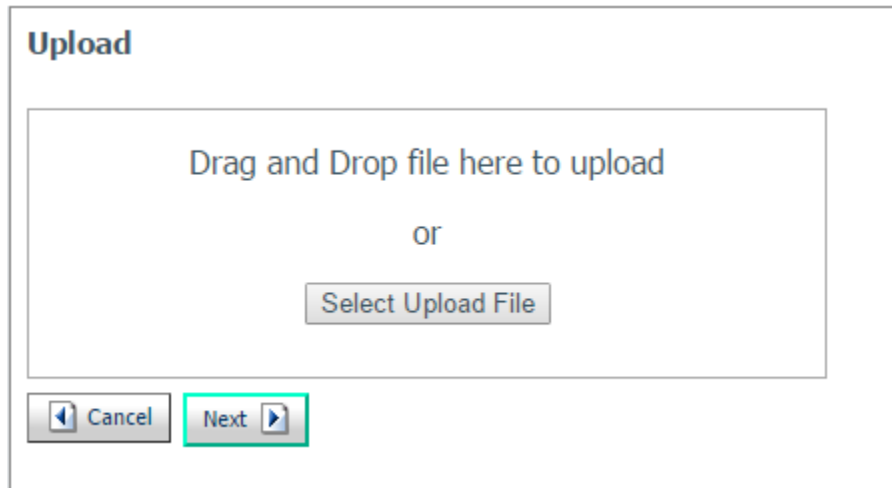 Upload
Drag and Drop file here to upload
or
Select Upload File
Cancel
Next